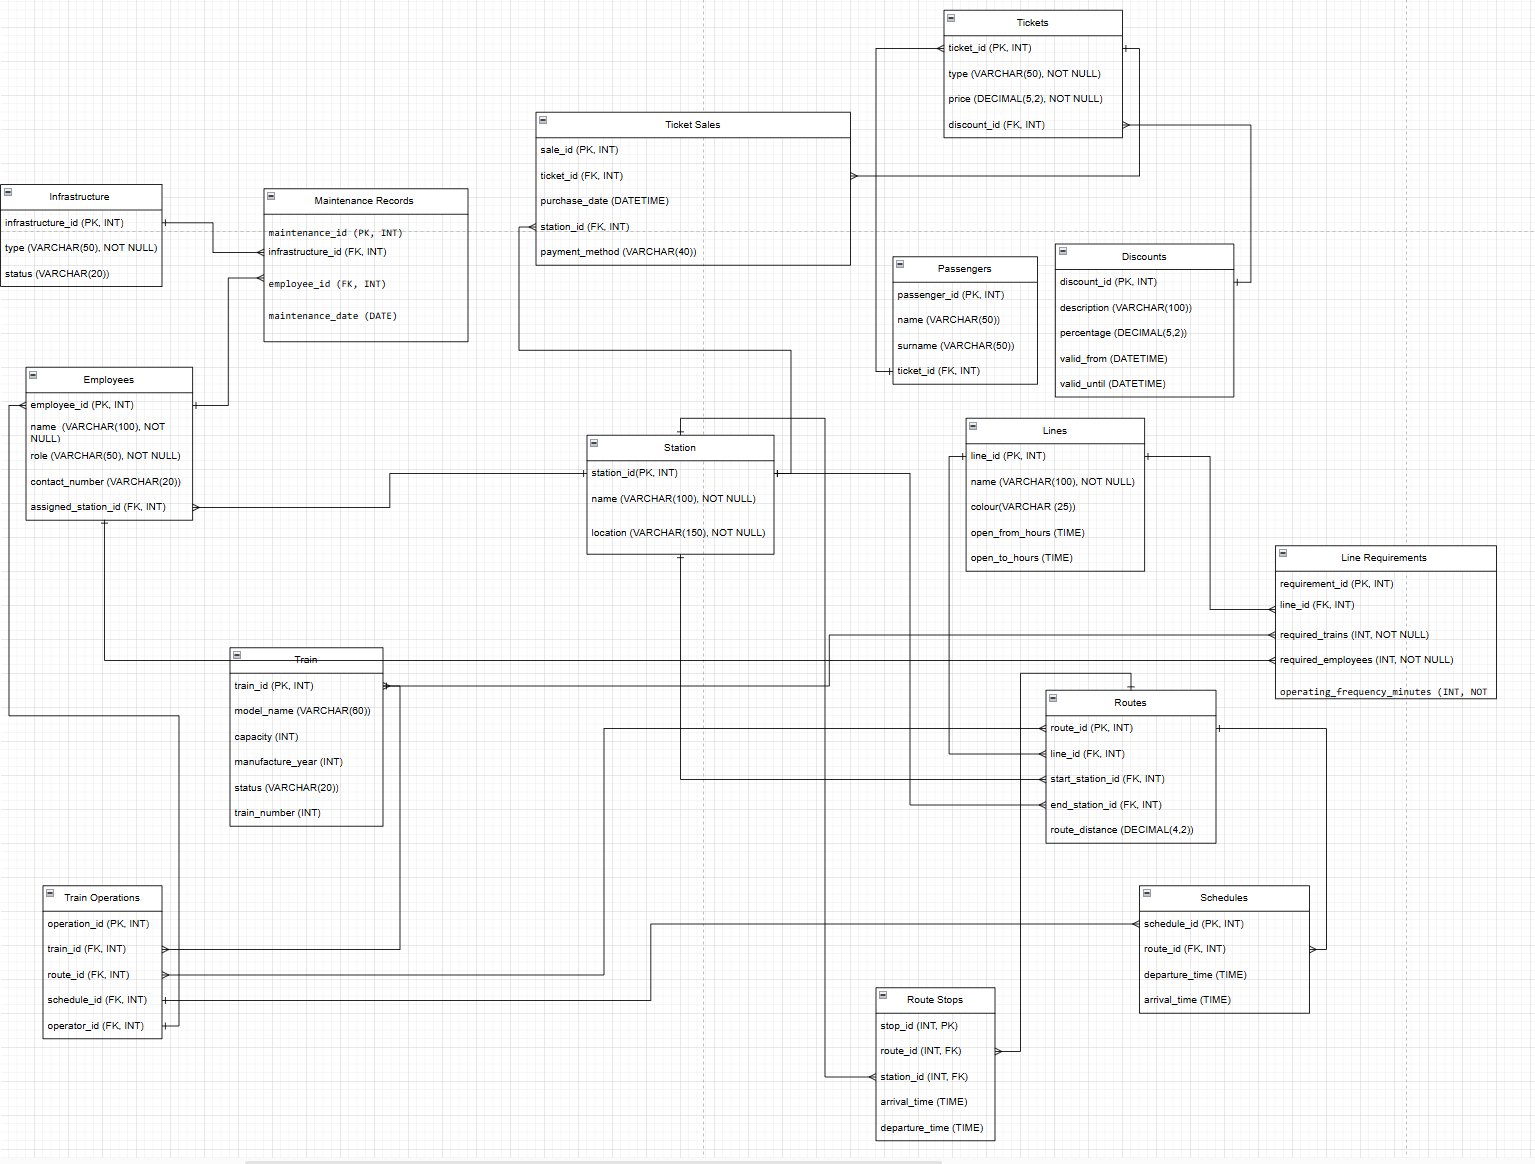 Tickets
ticket_id (PK, INT)
type (VARCHAR(50), NOT NULL)
price (DECIMAL(5,2), NOT NULL)
discount_id (FK, INT)
Ticket Sales
sale_id (PK, INT)
ticket_id (FK, INT)
purchase_date (DATETIME)
station_id (FK, INT)
payment_method (VARCHAR(40))
Infrastructure
infrastructure_id (PK, INT)
type (VARCHAR(50), NOT NULL)
status (VARCHAR(20))
Maintenance Records
maintenance_id (PK, INT)
infrastructure_id (FK, INT)
employee_id (FK, INT)
maintenance_date (DATE)
Passengers
passenger_id (PK, INT)
name (VARCHAR(50))
surname (VARCHAR(50))
ticket_id (FK, INT)
Discounts
discount_id (PK, INT)
description (VARCHAR(100))
percentage (DECIMAL(5,2))
valid_from (DATETIME)
valid_until (DATETIME)
Employees
employee_id (PK, INT)
name (VARCHAR(100), NOT
NULL)
role (VARCHAR(50), NOT NULL)
contact_number (VARCHAR(20))
assigned_station_id (FK, INT)
Station
station_id(PK, INT)
name (VARCHAR(100), NOT NULL)
location (VARCHAR(150), NOT NULL)
Lines
line_id (PK, INT)
name (VARCHAR(100), NOT NULL)
colour(VARCHAR (25))
open_from_hours (TIME)
open_to_hours (TIME)
Line Requirements
requirement_id (PK, INT)
line_id (FK, INT)
required_trains (INT, NOT NULL)
required_employees (INT, NOT NULL)
operating_frequency_minutes (INT, NOT
Train
train_id (PK, INT)
model_name (VARCHAR(60))
capacity (INT)
manufacture_year (INT)
status (VARCHAR(20))
train_number (INT)
Routes
route_id (PK, INT)
line_id (FK, INT)
start_station_id (FK, INT)
end_station_id (FK, INT)
route_distance (DECIMAL(4,2))
Train Operations
operation_id (PK, INT)
train_id (FK, INT)
route_id (FK, INT)
schedule_id (FK, INT)
operator_id (FK, INT)
Schedules
schedule_id (PK, INT)
route_id (FK, INT)
departure_time (TIME)
arrival_time (TIME)
Route Stops
stop_id (INT, PK)
route_id (INT, FK)
station_id (INT, FK)
arrival_time (TIME)
departure_time (TIME)